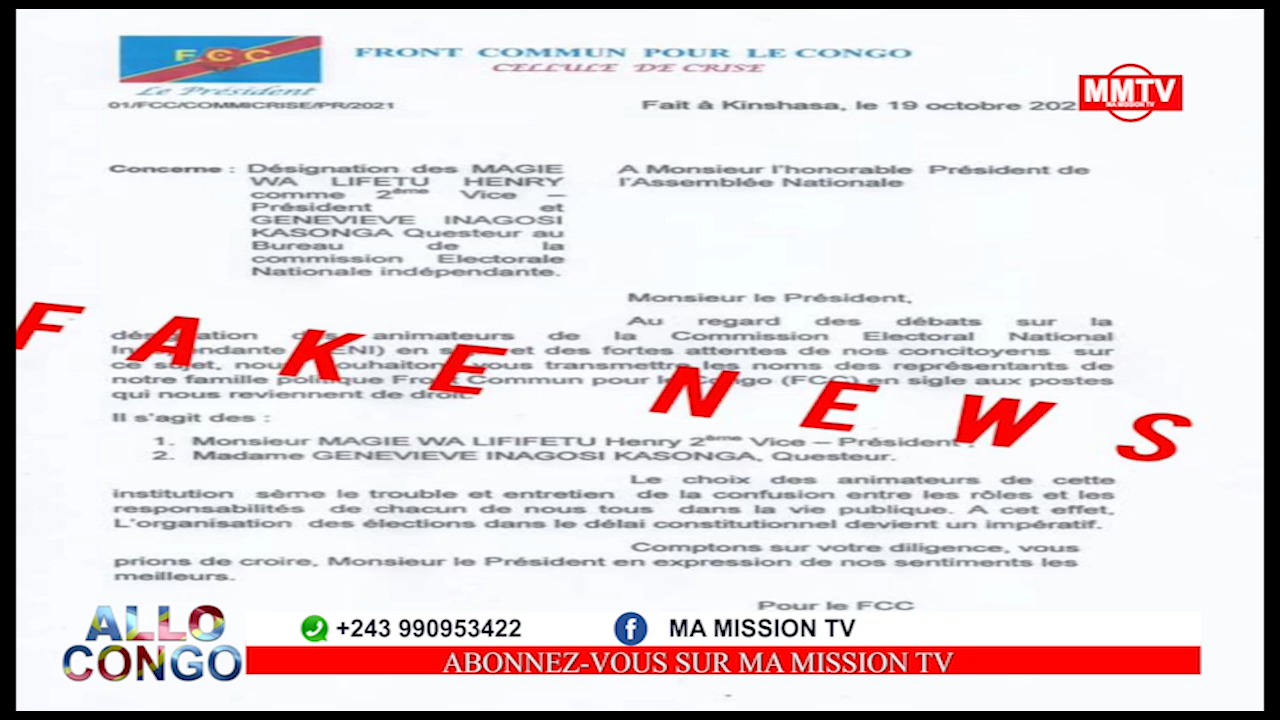 FCC
FRONT COMMUN POUR LE CONGO
CELLULE DE CRISE
Le Président
01/FCC/COMMICRISE/PR/2021
Fait à Kinshasa, le 19 octobre 202
MMTV
MA MISSION TV
Concerne : Désignation des MAGIE
WA LIFETU HENRY
comme 2ème Vice –
Président et
GENEVIEVE INAGOSI
KASONGA Questeur au
Bureau de la
commission Electorale
Nationale indépendante.
A Monsieur l'honorable Président de
l'Assemblée Nationale
Monsieur le Président,
Au regard des débats sur la
animateurs de la Commission Electoral National
en et des fortes attentes de nos concitoyens sur
ce sujet, vous transmettre les noms des représentants de
notre famille politique Front Commun pour le Congo (FCC) en sigle aux postes
qui nous reviennent de droit.
Il s'agit des :
1. Monsieur MAGIE WA LIFIFETU Henry 2ème Vice – Président ;
2. Madame GENEVIEVE INAGOSI KASONGA, Questeur.
FAKE NEWS
Le choix des animateurs de cette
institution sème le trouble et entretien de la confusion entre les rôles et les
responsabilités de chacun de nous tous dans la vie publique. A cet effet,
L'organisation des élections dans le délai constitutionnel devient un impératif.
Comptons sur votre diligence, vous
prions de croire, Monsieur le Président en expression de nos sentiments les
meilleurs.
Pour le FCC
ALLO
CONGO
+243 990953422
MA MISSION TV
ABONNEZ-VOUS SUR MA MISSION TV